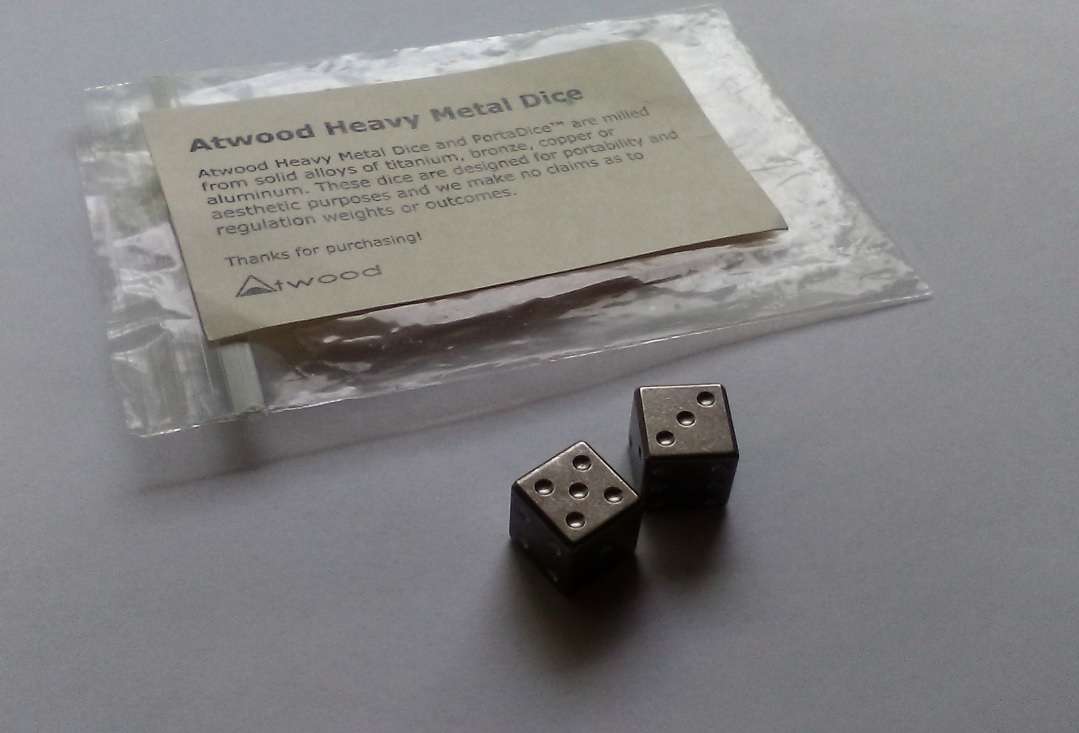 Atwood Heavy Metal Dice
Atwood Heavy Metal Dice and PortaDice™ are milled
from solid alloys of titanium, bronze, copper or
aluminum. These dice are designed for portability and
aesthetic purposes and we make no claims as to
regulation weights or outcomes.
Thanks for purchasing!
Atwood